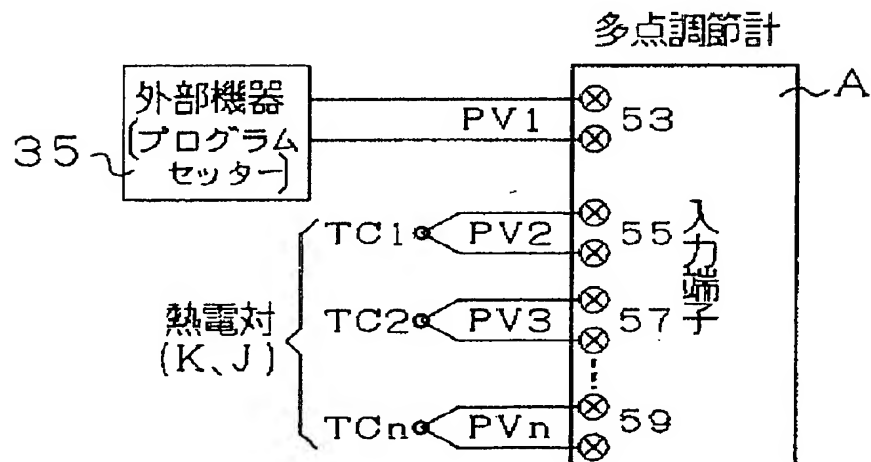 多点調節計
A
外部機器
(プログラム
セッター)
35
PV1
53
TC1
PV2
55
入力端子
熱電対
(K、J)
TC2
PV3
57
TCn
PVn
59